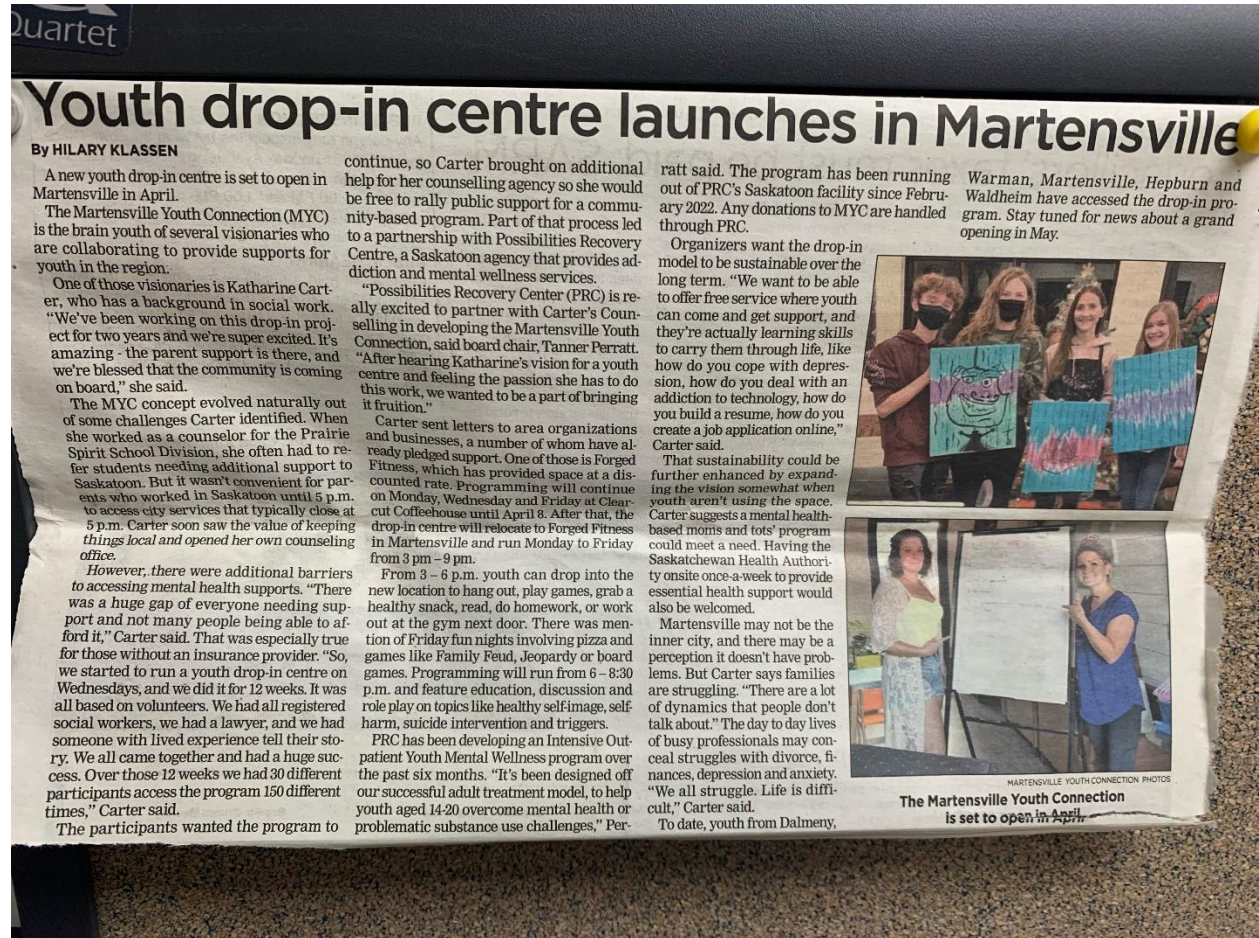 Quartet
Youth drop-in centre launches in Martensville
By HILARY KLASSEN
A new youth drop-in centre is set to open in
Martensville in April.
The Martensville Youth Connection (MYC)
is the brain youth of several visionaries who
are collaborating to provide supports for
youth in the region.
One of those visionaries is Katharine Cart-
er, who has a background in social work.
“We've been working on this drop-in proj-
ect for two years and we're super excited. It's
amazing - the parent support is there, and
we're blessed that the community is coming
on board,” she said.
The MYC concept evolved naturally out
of some challenges Carter identified. When
she worked as a counselor for the Prairie
Spirit School Division, she often had to re-
fer students needing additional support to
Saskatoon. But it wasn't convenient for par-
ents who worked in Saskatoon until 5 p.m.
to access city services that typically close at
5 p.m. Carter soon saw the value of keeping
things local and opened her own counseling
office.
However, there were additional barriers
to accessing mental health supports. “There
was a huge gap of everyone needing sup-
port and not many people being able to af-
ford it,” Carter said. That was especially true
for those without an insurance provider. “So,
we started to run a youth drop-in centre on
Wednesdays, and we did it for 12 weeks. It was
all based on volunteers. We had all registered
social workers, we had a lawyer, and we had
someone with lived experience tell their sto-
ry. We all came together and had a huge suc-
cess. Over those 12 weeks we had 30 different
participants access the program 150 different
times,” Carter said.
The participants wanted the program to
continue, so Carter brought on additional
help for her counselling agency so she would
be free to rally public support for a commu-
nity-based program. Part of that process led
to a partnership with Possibilities Recovery
Centre, a Saskatoon agency that provides ad-
diction and mental wellness services.
“Possibilities Recovery Center (PRC) is re-
ally excited to partner with Carter's Coun-
selling in developing the Martensville Youth
Connection, said board chair, Tanner Perratt.
“After hearing Katharine's vision for a youth
centre and feeling the passion she has to do
this work, we wanted to be a part of bringing
it fruition.”
Carter sent letters to area organizations
and businesses, a number of whom have al-
ready pledged support. One of those is Forged
Fitness, which has provided space at a dis-
counted rate. Programming will continue
on Monday, Wednesday and Friday at Clear-
cut Coffeehouse until April 8. After that, the
drop-in centre will relocate to Forged Fitness
in Martensville and run Monday to Friday
from 3 pm – 9 pm.
From 3 – 6 p.m. youth can drop into the
new location to hang out, play games, grab a
healthy snack, read, do homework, or work
out at the gym next door. There was men-
tion of Friday fun nights involving pizza and
games like Family Feud, Jeopardy or board
games. Programming will run from 6 – 8:30
p.m. and feature education, discussion and
role play on topics like healthy self-image, self-
harm, suicide intervention and triggers.
PRC has been developing an Intensive Out-
patient Youth Mental Wellness program over
the past six months. “It's been designed off
our successful adult treatment model, to help
youth aged 14-20 overcome mental health or
problematic substance use challenges,” Per-
ratt said. The program has been running
out of PRC's Saskatoon facility since Febru-
ary 2022. Any donations to MYC are handled
through PRC.
Organizers want the drop-in
model to be sustainable over the
long term. “We want to be able
to offer free service where youth
can come and get support, and
they're actually learning skills
to carry them through life, like
how do you cope with depres-
sion, how do you deal with an
addiction to technology, how do
you build a resume, how do you
create a job application online,”
Carter said.
That sustainability could be
further enhanced by expand-
ing the vision somewhat when
youth aren't using the space.
Carter suggests a mental health-
based moms and tots' program
could meet a need. Having the
Saskatchewan Health Authori-
ty onsite once-a-week to provide
essential health support would
also be welcomed.
Martensville may not be the
inner city, and there may be a
perception it doesn't have prob-
lems. But Carter says families
are struggling. “There are a lot
of dynamics that people don't
talk about.” The day to day lives
of busy professionals may con-
ceal struggles with divorce, fi-
nances, depression and anxiety.
“We all struggle. Life is diffi-
cult,” Carter said.
To date, youth from Dalmeny,
Warman, Martensville, Hepburn and
Waldheim have accessed the drop-in pro-
gram. Stay tuned for news about a grand
opening in May.
MARTENSVILLE YOUTH CONNECTION PHOTOS
The Martensville Youth Connection
is set to open in April.